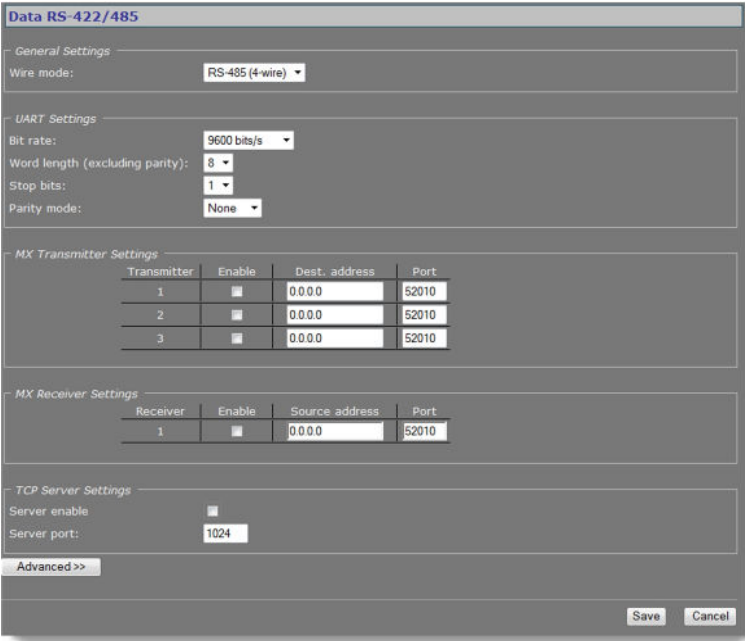 Data RS-422/485
General Settings
Wire mode: RS-485 (4-wire)
UART Settings
Bit rate: 9600 bits/s
Word length (excluding parity): 8
Stop bits: 1
Parity mode: None
MX Transmitter Settings
Transmitter Enable Dest. address Port
1 0.0.0.0 52010
2 0.0.0.0 52010
3 0.0.0.0 52010
MX Receiver Settings
Receiver Enable Source address Port
1 0.0.0.0 52010
TCP Server Settings
Server enable
Server port: 1024
Advanced >>
Save Cancel